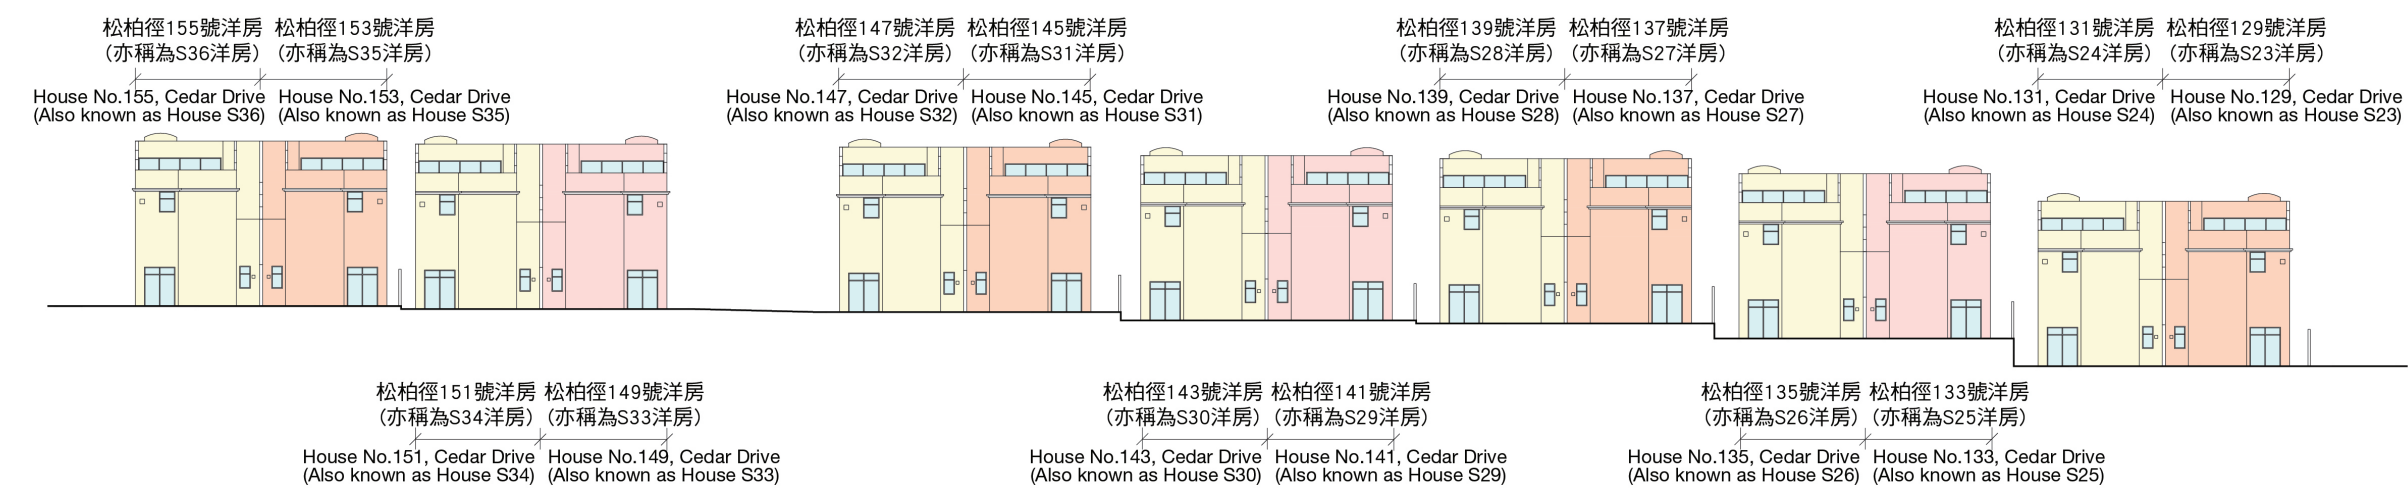 松柏徑155號洋房
(亦稱為S36洋房)
House No.155, Cedar Drive
(Also known as House S36)
松柏徑153號洋房
(亦稱為S35洋房)
House No.153, Cedar Drive
(Also known as House S35)
松柏徑147號洋房
(亦稱為S32洋房)
House No.147, Cedar Drive
(Also known as House S32)
松柏徑145號洋房
(亦稱為S31洋房)
House No.145, Cedar Drive
(Also known as House S31)
松柏徑139號洋房
(亦稱為S28洋房)
House No.139, Cedar Drive
(Also known as House S28)
松柏徑137號洋房
(亦稱為S27洋房)
House No.137, Cedar Drive
(Also known as House S27)
松柏徑131號洋房
(亦稱為S24洋房)
House No.131, Cedar Drive
(Also known as House S24)
松柏徑129號洋房
(亦稱為S23洋房)
House No.129, Cedar Drive
(Also known as House S23)
松柏徑151號洋房
(亦稱為S34洋房)
House No.151, Cedar Drive
(Also known as House S34)
松柏徑149號洋房
(亦稱為S33洋房)
House No.149, Cedar Drive
(Also known as House S33)
松柏徑143號洋房
(亦稱為S30洋房)
House No.143, Cedar Drive
(Also known as House S30)
松柏徑141號洋房
(亦稱為S29洋房)
House No.141, Cedar Drive
(Also known as House S29)
松柏徑135號洋房
(亦稱為S26洋房)
House No.135, Cedar Drive
(Also known as House S26)
松柏徑133號洋房
(亦稱為S25洋房)
House No.133, Cedar Drive
(Also known as House S25)